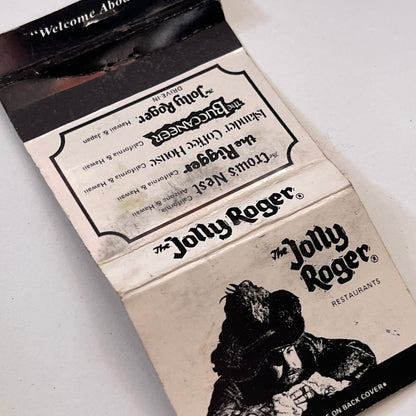 "Welcome Abo
The Jolly Roger®
RESTAURANTS
E ON BACK COVER®
The Jolly Roger®
The Crow's Nest California, Arizona & Hawaii
the Rigger California & Hawaii
Islander Coffee House California & Hawaii
the BUCCANEER California & Hawaii
The Jolly Roger, Hawaii & Japan
DRIVE-IN